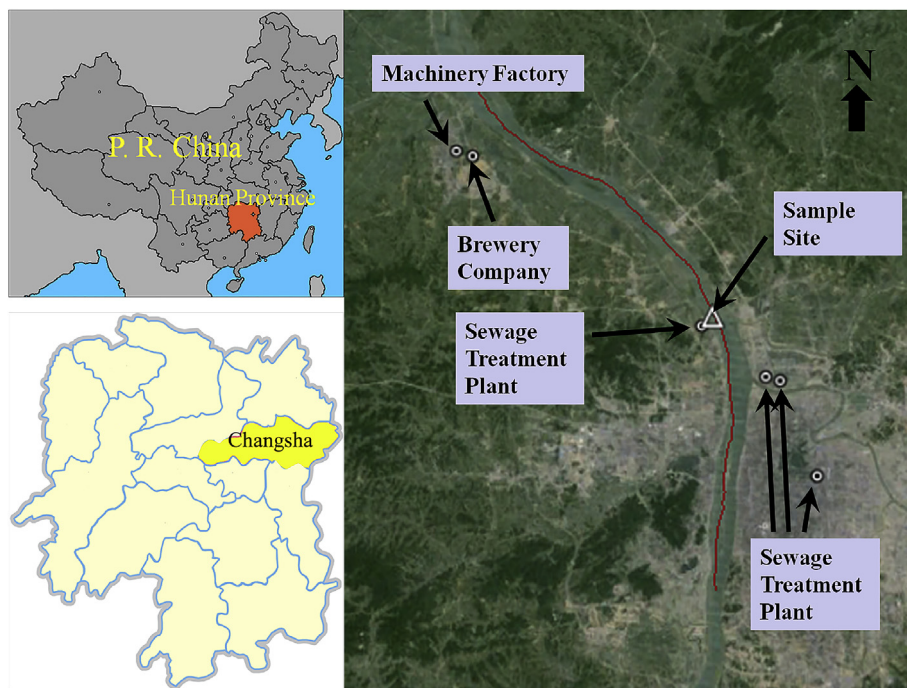 P. R. China
Hunan Province
Changsha
N
Machinery Factory
Brewery
Company
Sample
Site
Sewage
Treatment
Plant
Sewage
Treatment
Plant